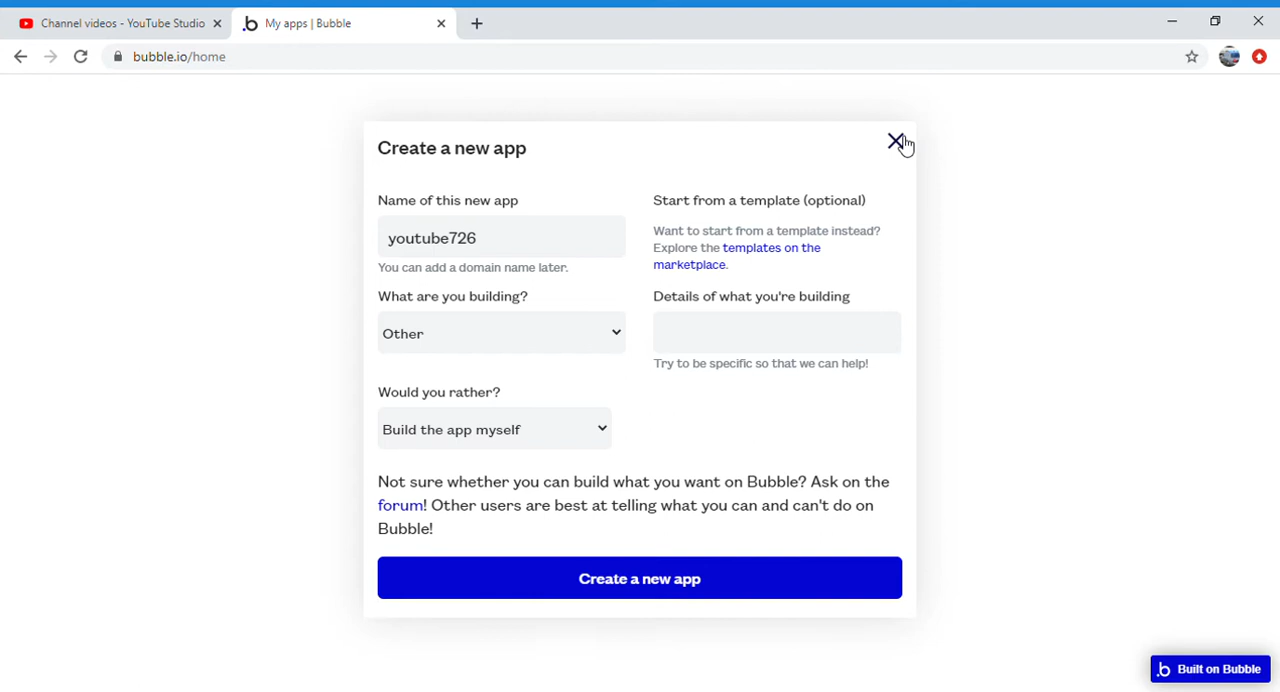 Channel videos - YouTube Studio
My apps | Bubble
bubble.io/home
Create a new app
Name of this new app
youtube726
You can add a domain name later.
What are you building?
Other
Would you rather?
Build the app myself
Start from a template (optional)
Want to start from a template instead?
Explore the templates on the
marketplace.
Details of what you're building
Try to be specific so that we can help!
Not sure whether you can build what you want on Bubble? Ask on the
forum! Other users are best at telling what you can and can't do on
Bubble!
Create a new app
Built on Bubble